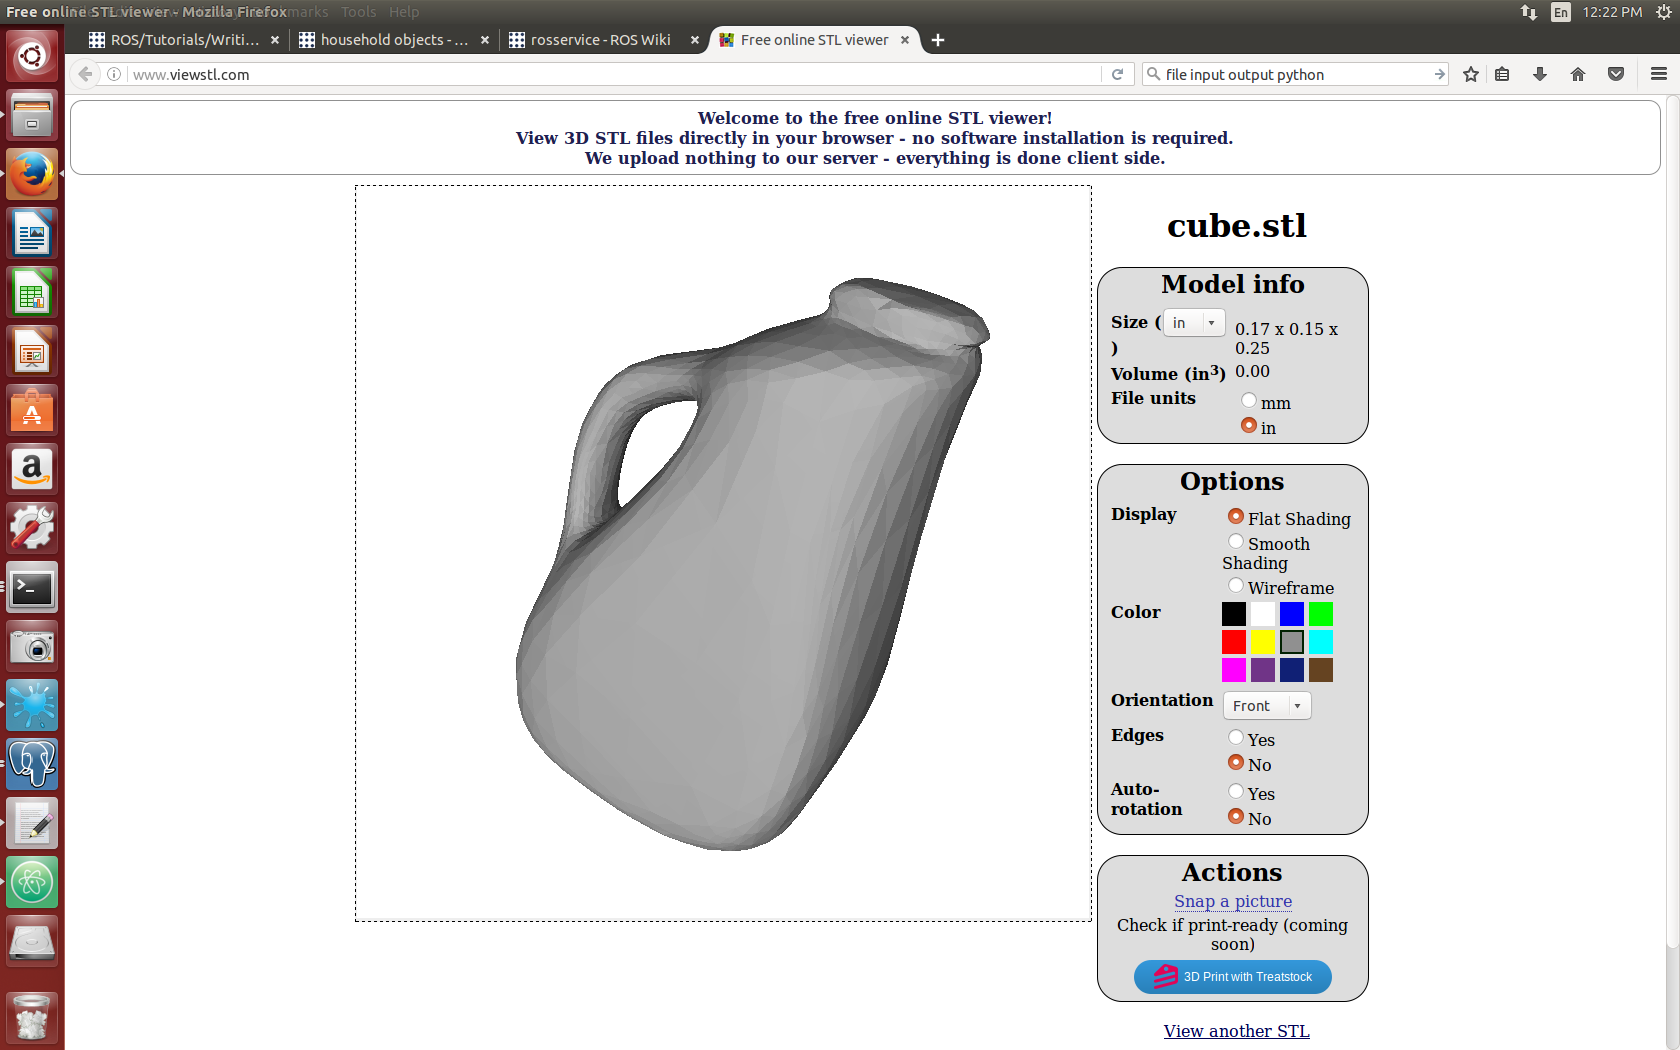 Free online STL viewer - Mozilla Firefox
Bookmarks Tools Help
En 12:22 PM
ROS/Tutorials/Writi... × household objects - ... × rosservice - ROS Wiki × Free online STL viewer × +
www.viewstl.com
file input output python
Welcome to the free online STL viewer!
View 3D STL files directly in your browser - no software installation is required.
We upload nothing to our server - everything is done client side.
cube.stl
Model info
Size ( in 0.17 x 0.15 x
) 0.25
Volume (in³) 0.00
File units mm
in
Options
Display Flat Shading
Smooth
Shading
Wireframe
Color
Orientation Front
Edges Yes
No
Auto- Yes
rotation No
Actions
Snap a picture
Check if print-ready (coming
soon)
3D Print with Treatstock
View another STL